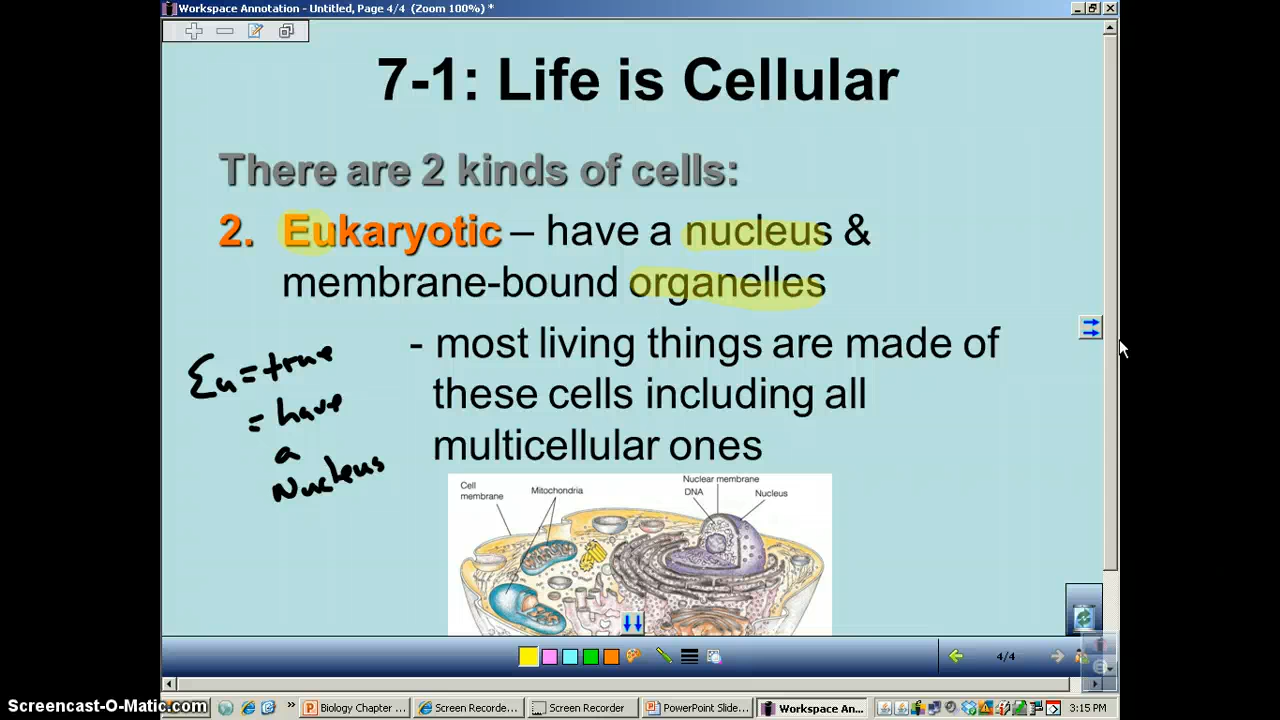 Workspace Annotation - Untitled, Page 4/4 (Zoom 100%) *
7-1: Life is Cellular
There are 2 kinds of cells:
2. Eukaryotic – have a nucleus &
membrane-bound organelles
- most living things are made of
these cells including all
multicellular ones
Eu = true
= have
a
Nucleus
Cell
membrane
Mitochondria
Nuclear membrane
DNA
Nucleus
4/4
Screencast-O-Matic.com
Biology Chapter ...
Screen Recorde...
Screen Recorder
PowerPoint Slide...
Workspace An...
3:15 PM